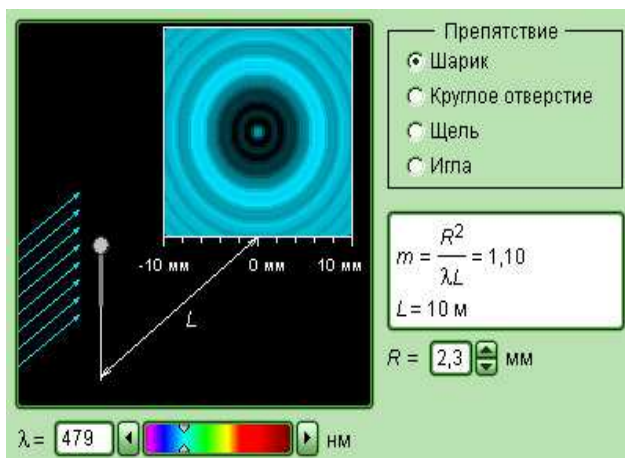 Препятствие
Шарик
Круглое отверстие
Щель
Игла
-10 мм 0 мм 10 мм
L
m = R² / λL = 1,10
L = 10 м
R = 2,3 мм
λ = 479 нм